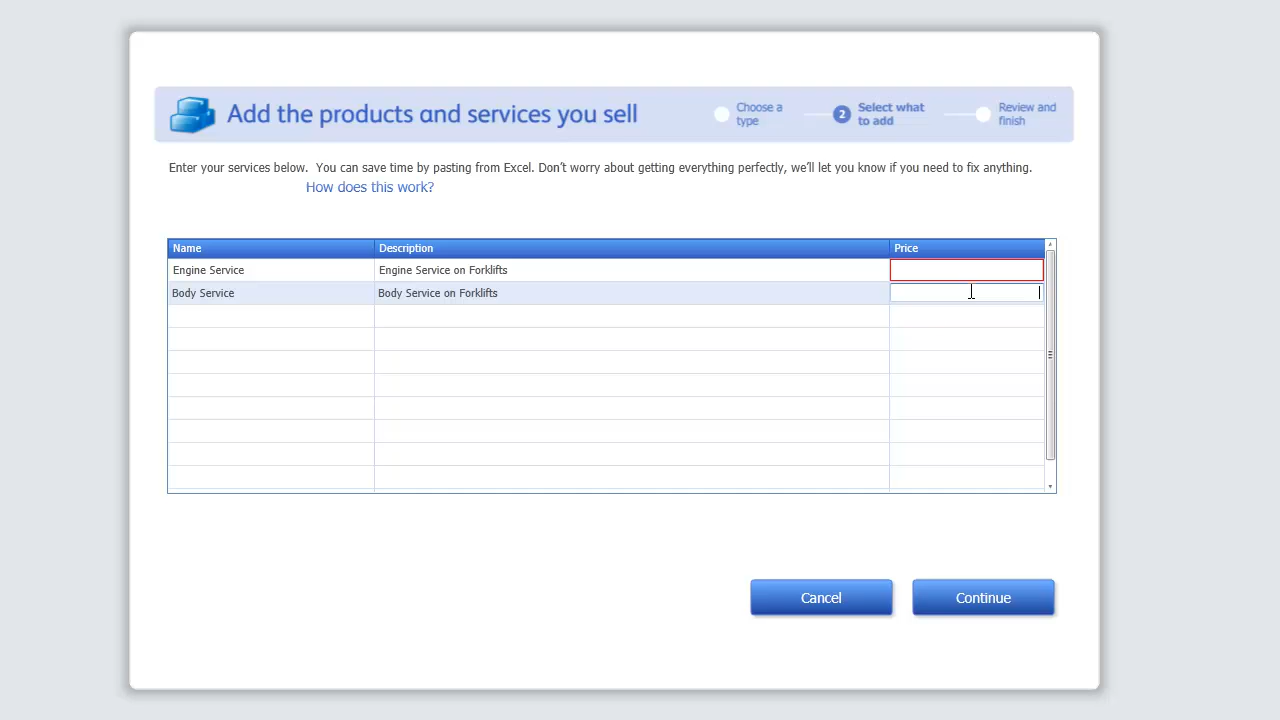 Add the products and services you sell
Choose a type
2
Select what to add
Review and finish
Enter your services below.  You can save time by pasting from Excel. Don't worry about getting everything perfectly, we'll let you know if you need to fix anything.
How does this work?
Name Description Price
Engine Service Engine Service on Forklifts
Body Service Body Service on Forklifts
Cancel Continue